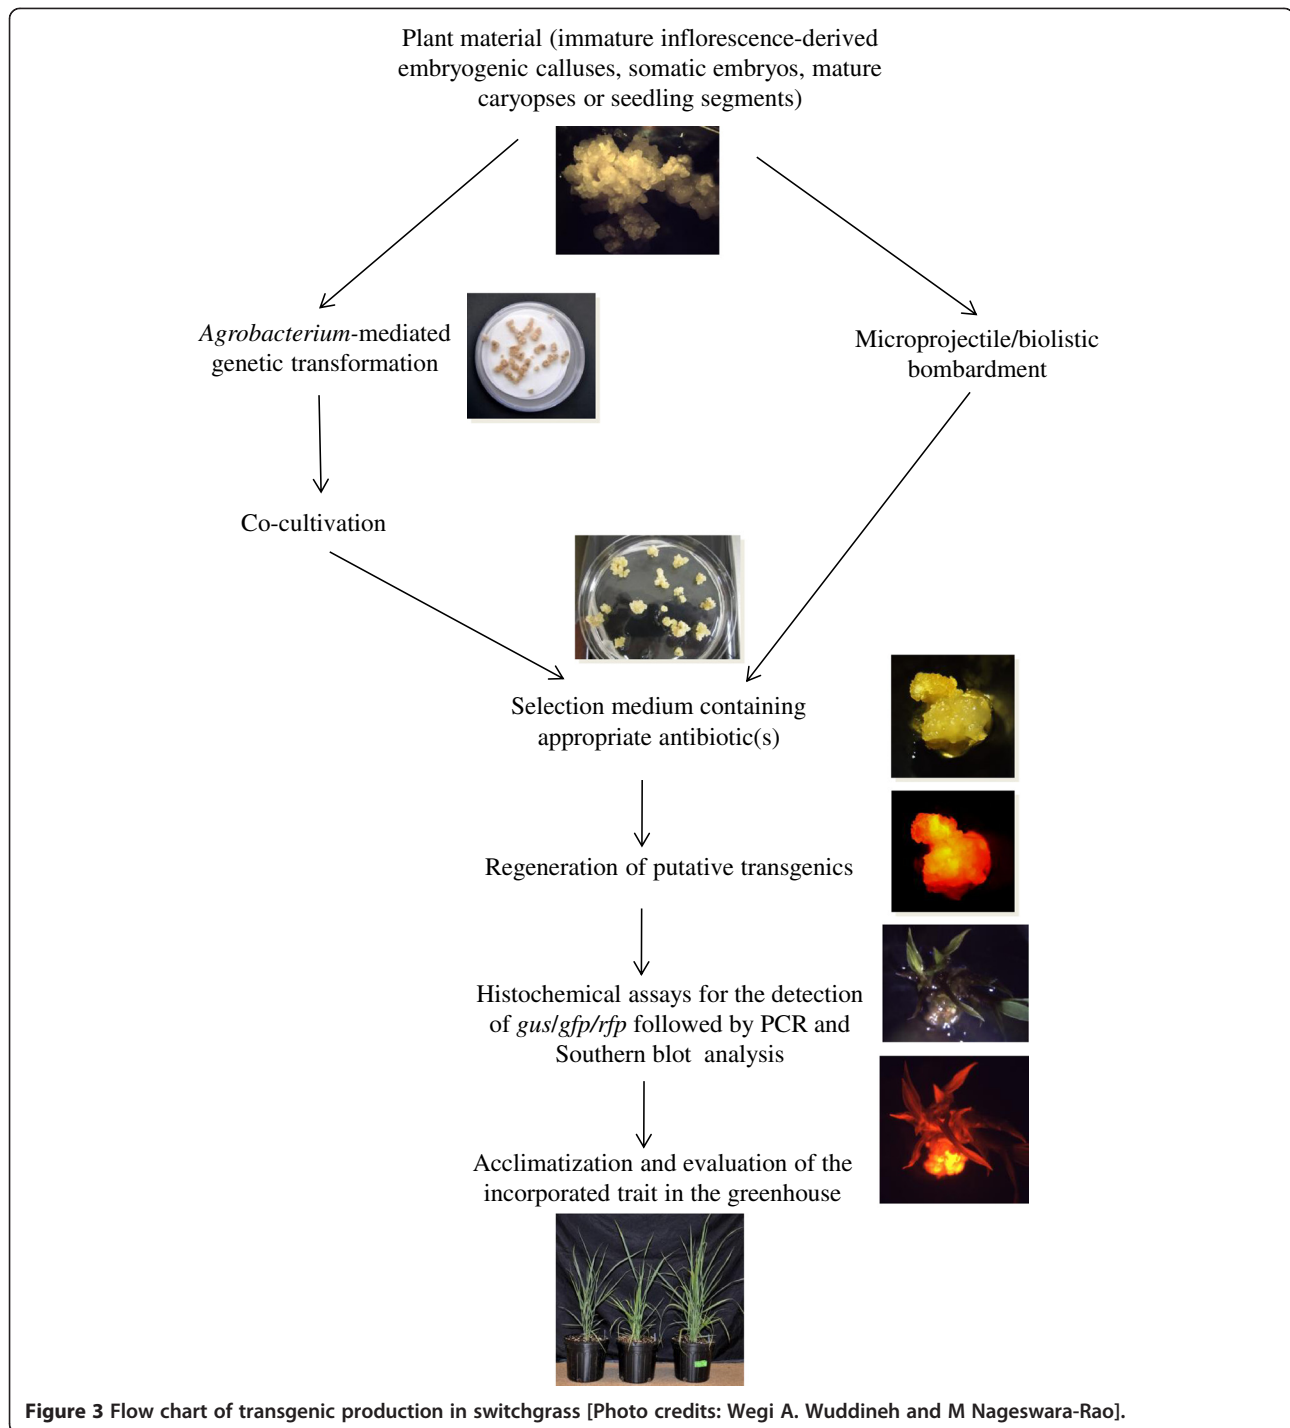 Plant material (immature inflorescence-derived
embryogenic calluses, somatic embryos, mature
caryopses or seedling segments)
Agrobacterium-mediated
genetic transformation
Microprojectile/biolistic
bombardment
Co-cultivation
Selection medium containing
appropriate antibiotic(s)
Regeneration of putative transgenics
Histochemical assays for the detection
of gus/gfp/rfp followed by PCR and
Southern blot analysis
Acclimatization and evaluation of the
incorporated trait in the greenhouse
Figure 3 Flow chart of transgenic production in switchgrass [Photo credits: Wegi A. Wuddineh and M Nageswara-Rao].